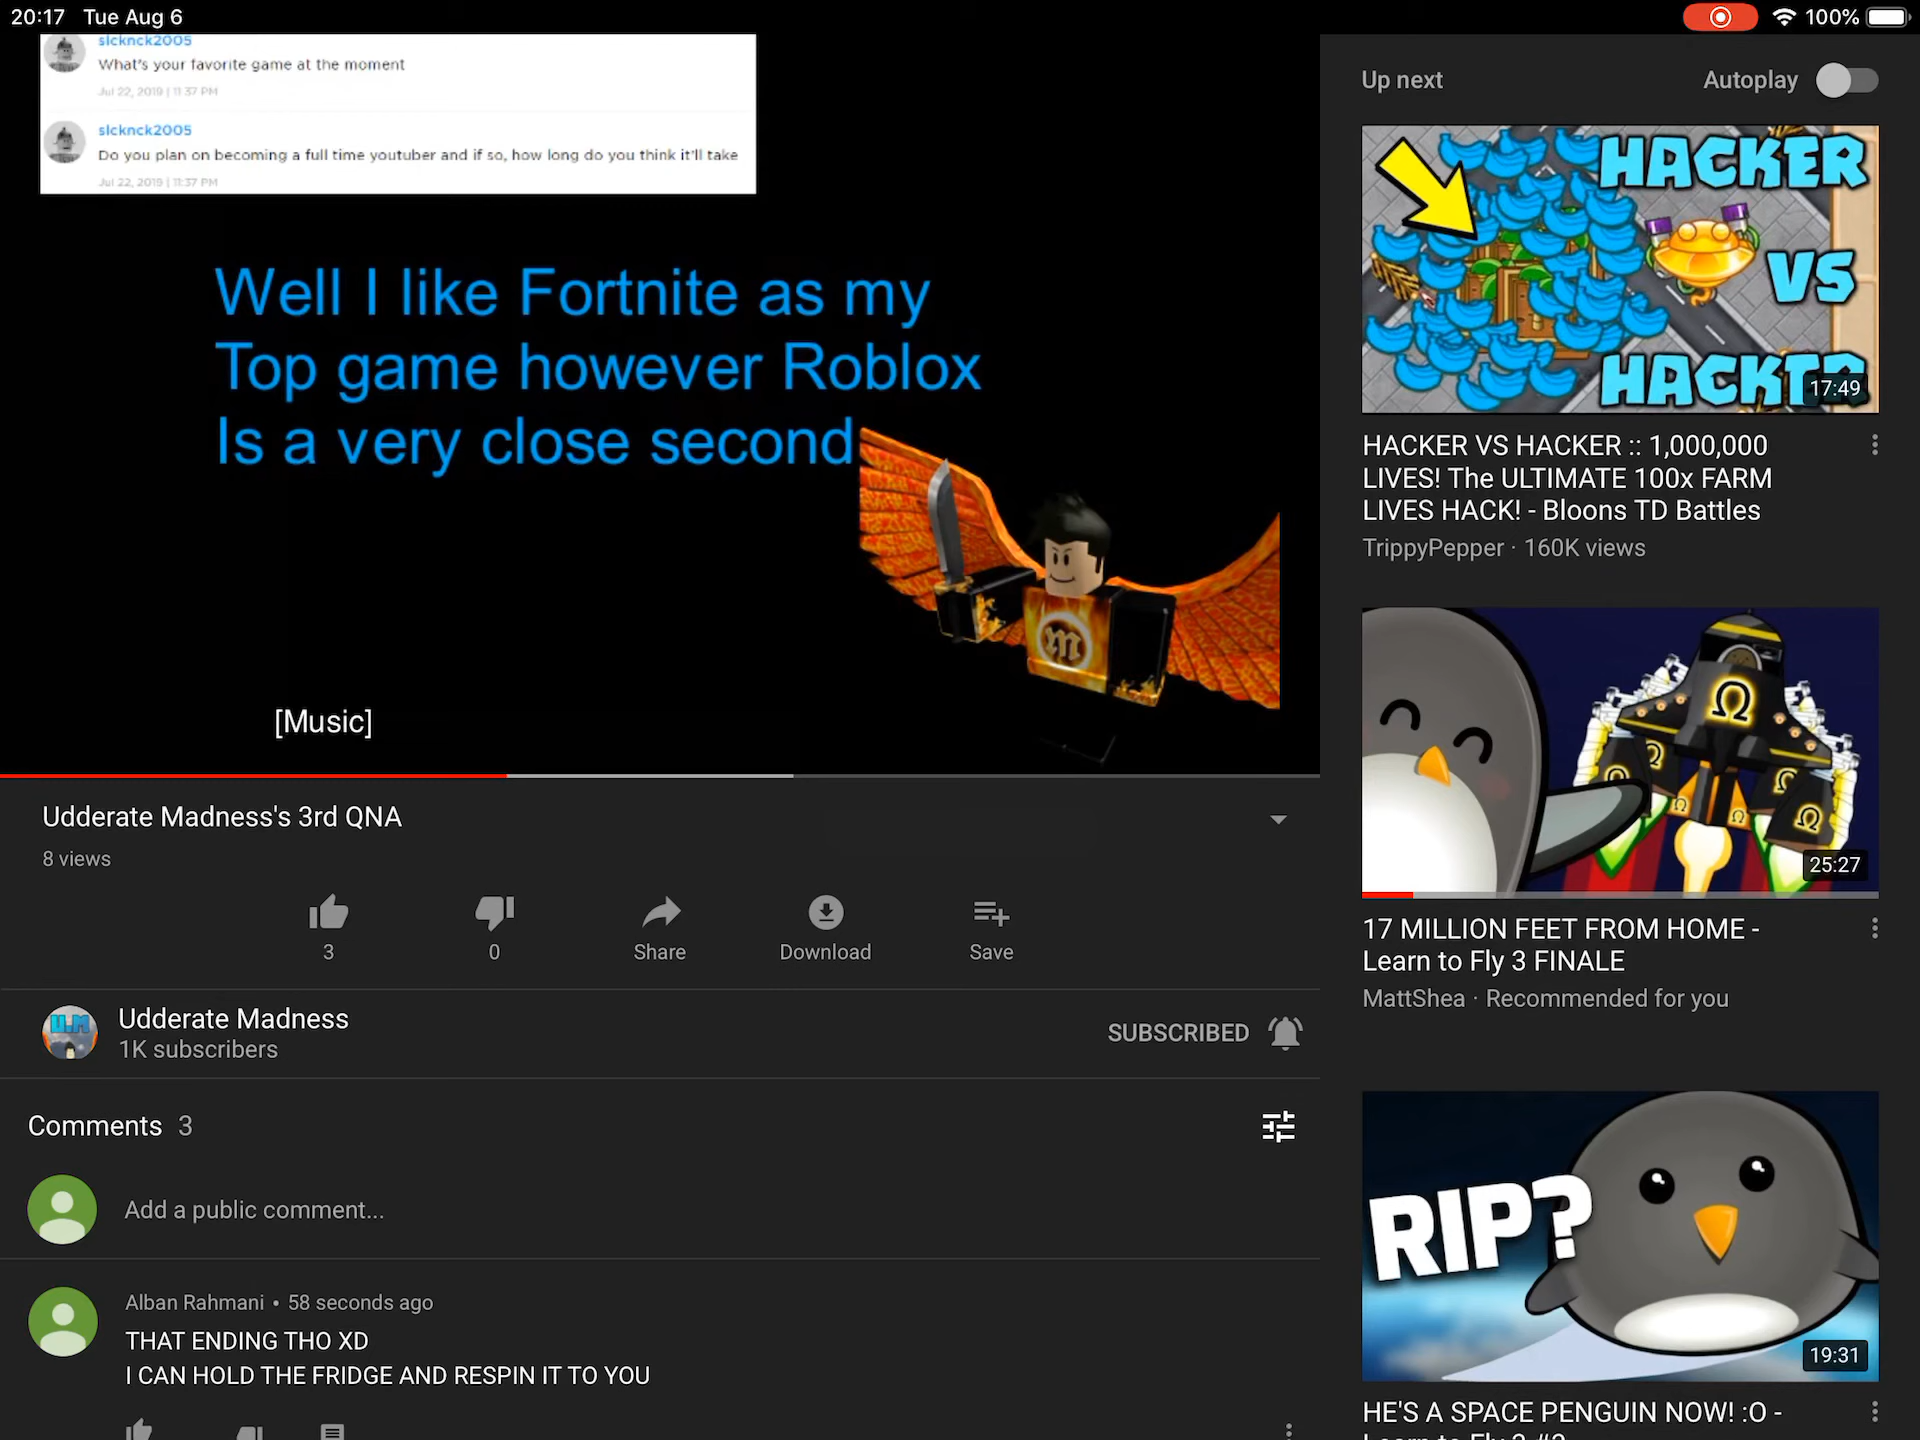 20:17 Tue Aug 6
100%
slcknck2005
What's your favorite game at the moment
Jul 22, 2019 | 11:37 PM
slcknck2005
Do you plan on becoming a full time youtuber and if so, how long do you think it'll take
Jul 22, 2019 | 11:37 PM
Well I like Fortnite as my
Top game however Roblox
Is a very close second
m
[Music]
Udderate Madness's 3rd QNA
8 views
3
0
Share
Download
Save
U.M
Udderate Madness
1K subscribers
SUBSCRIBED
Comments 3
Add a public comment...
Alban Rahmani • 58 seconds ago
THAT ENDING THO XD
I CAN HOLD THE FRIDGE AND RESPIN IT TO YOU
Up next
Autoplay
HACKER
VS
HACKER
17:49
HACKER VS HACKER :: 1,000,000
LIVES! The ULTIMATE 100x FARM
LIVES HACK! - Bloons TD Battles
TrippyPepper · 160K views
Ω
Ω
Ω
Ω
Ω
Ω
Ω
25:27
17 MILLION FEET FROM HOME -
Learn to Fly 3 FINALE
MattShea · Recommended for you
RIP?
19:31
HE'S A SPACE PENGUIN NOW! :O -
Learn to Fly 3 #2